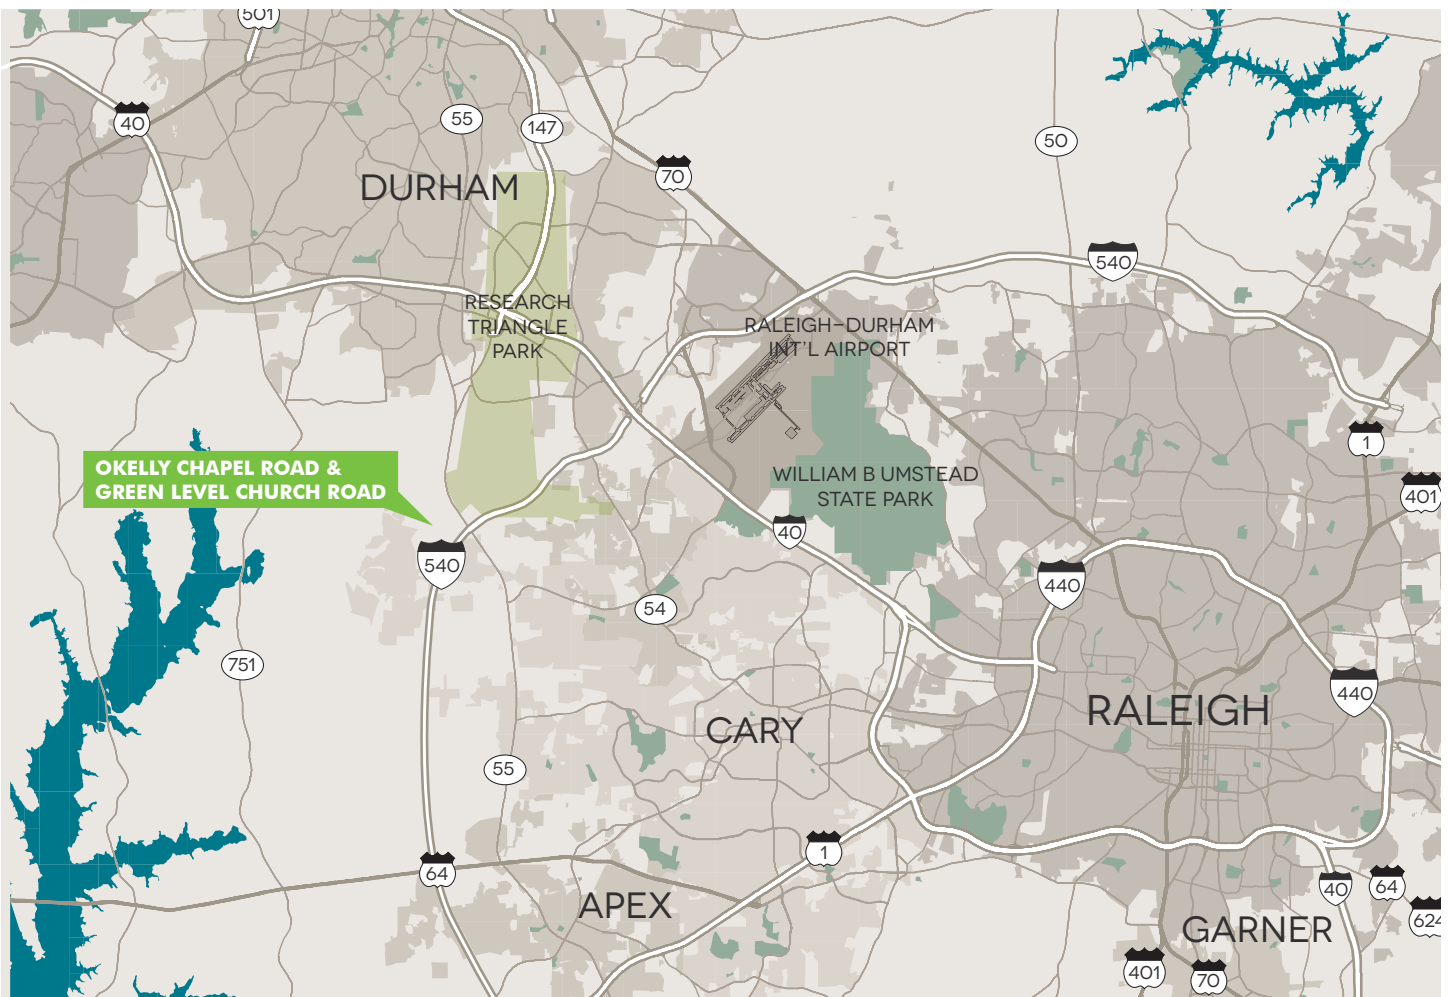 501
40
55
147
50
70
DURHAM
540
RESEARCH
TRIANGLE
PARK
RALEIGH-DURHAM
INT'L AIRPORT
1
OKELLY CHAPEL ROAD &
GREEN LEVEL CHURCH ROAD
WILLIAM B UMSTEAD
STATE PARK
401
40
540
440
54
751
440
RALEIGH
CARY
55
1
64
APEX
40
64
624
GARNER
401
70